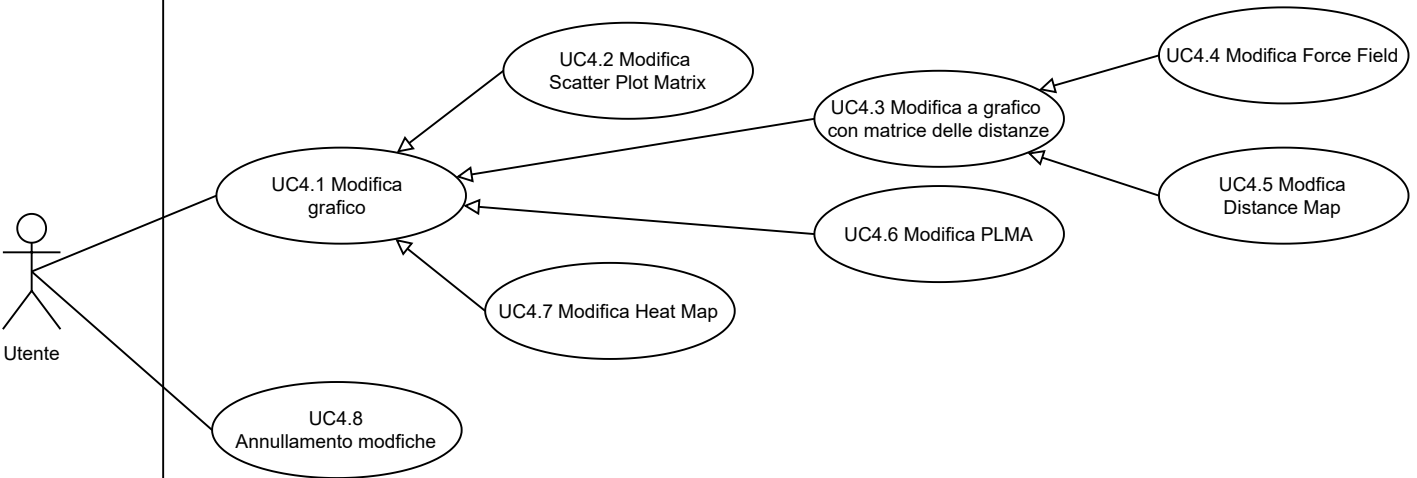 UC4.2 Modifica
Scatter Plot Matrix
UC4.4 Modifica Force Field
UC4.3 Modifica a grafico
con matrice delle distanze
UC4.1 Modifica
grafico
UC4.5 Modfica
Distance Map
UC4.6 Modifica PLMA
UC4.7 Modifica Heat Map
Utente
UC4.8
Annullamento modfiche